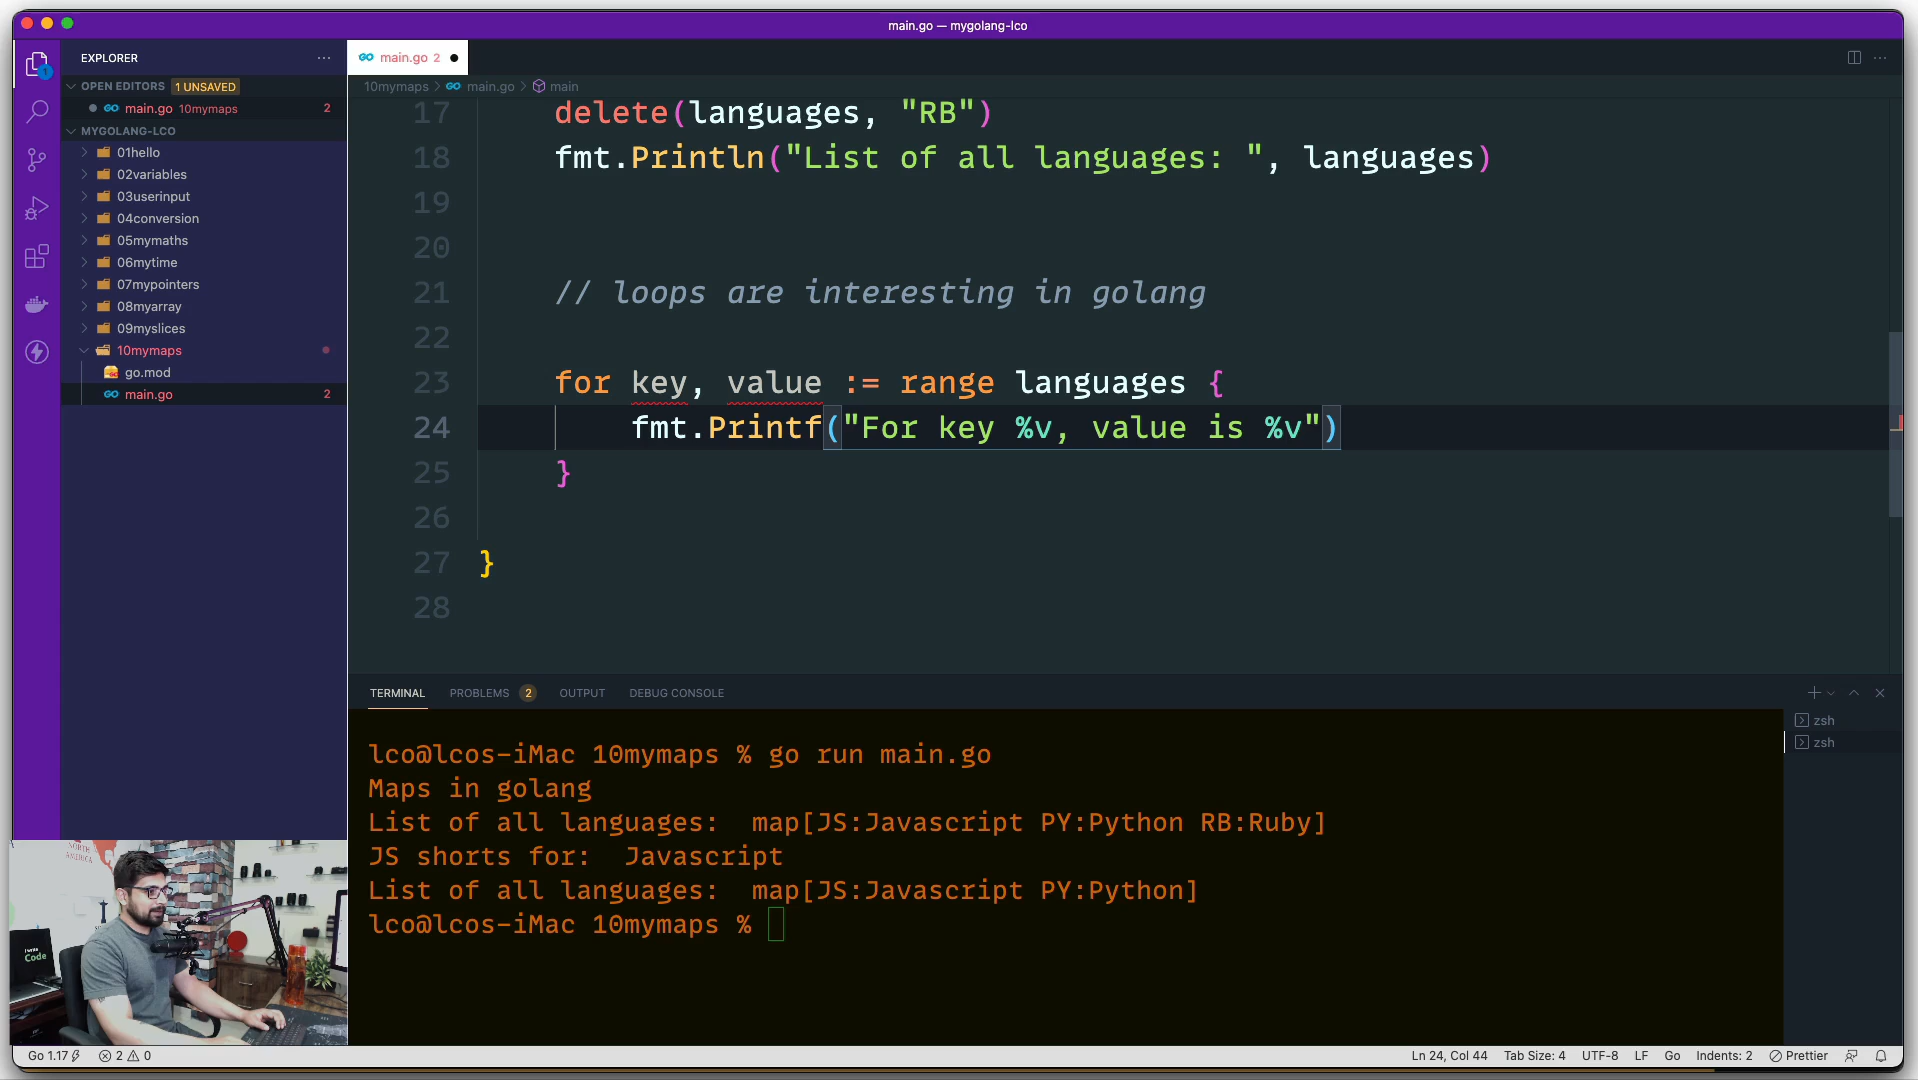 main.go — mygolang-lco
EXPLORER
main.go 2
OPEN EDITORS 1 UNSAVED
main.go 10mymaps 2
MYGOLANG-LCO
01hello
02variables
03userinput
04conversion
05mymaths
06mytime
07mypointers
08myarray
09myslices
10mymaps
go.mod
main.go 2
1
10mymaps > main.go > main
17 delete(languages, "RB")
18 fmt.Println("List of all languages: ", languages)
19
20
21 // loops are interesting in golang
22
23 for key, value := range languages {
24 fmt.Printf("For key %v, value is %v")
25 }
26
27 }
28
TERMINAL PROBLEMS 2 OUTPUT DEBUG CONSOLE
zsh
zsh
lco@lcos-iMac 10mymaps % go run main.go
Maps in golang
List of all languages:  map[JS:Javascript PY:Python RB:Ruby]
JS shorts for:  Javascript
List of all languages:  map[JS:Javascript PY:Python]
lco@lcos-iMac 10mymaps %
NORTH
AMERICA
I write
Code
Go 1.17 2 0 Ln 24, Col 44 Tab Size: 4 UTF-8 LF Go Indents: 2 Prettier